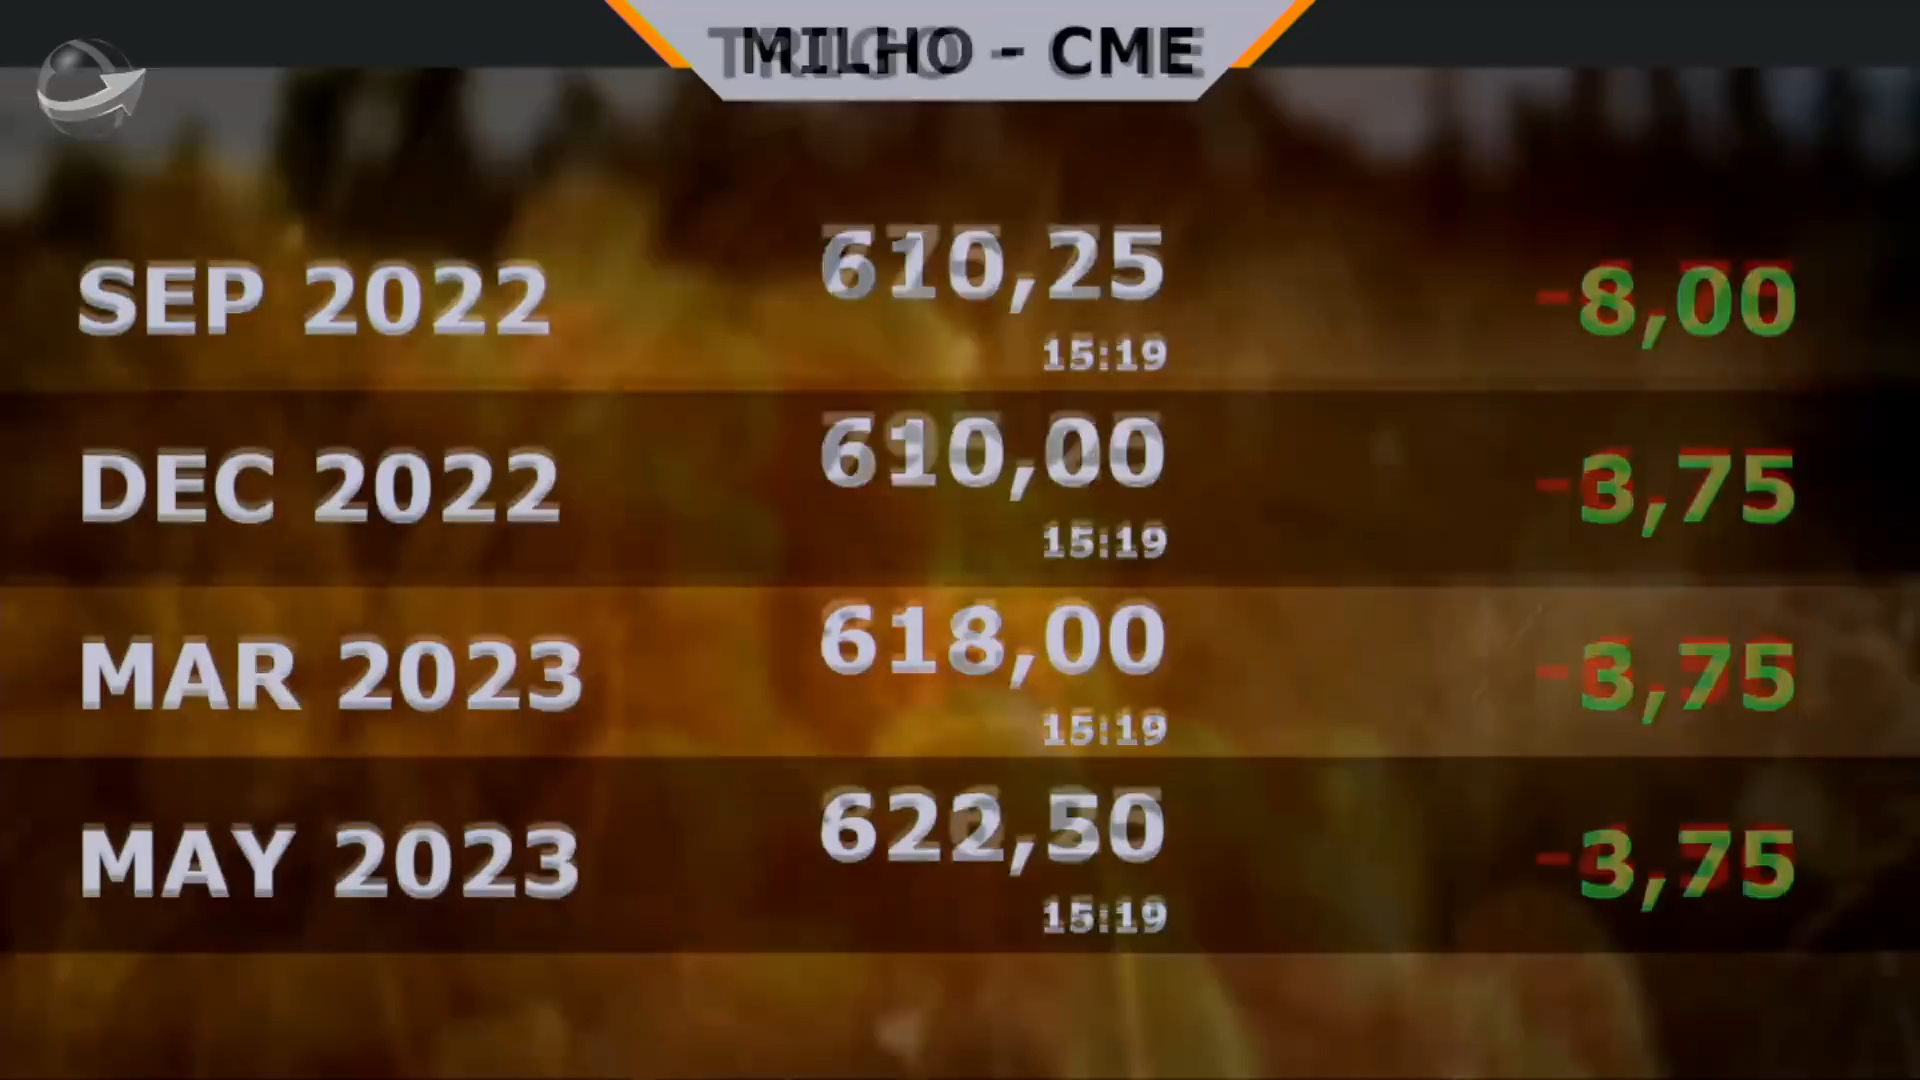 MILHO - CME
SEP 2022 610,25 8,00
15:19
DEC 2022 610,00 3,75
15:19
MAR 2023 618,00 3,75
15:19
MAY 2023 622,50 3,75
15:19